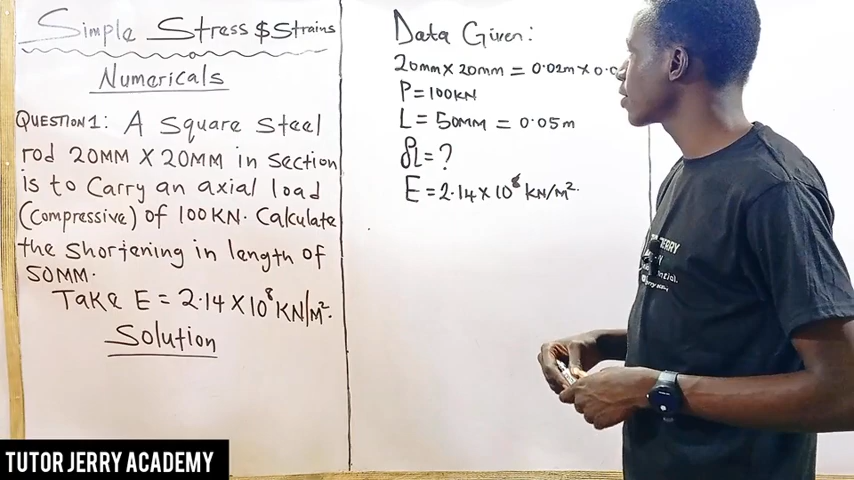 Simple Stress $ Strains
Numericals
QUESTION 1: A Square Steel
rod 20MM X 20MM in section
is to Carry an axial load
(Compressive) of 100KN. Calculate
the shortening in length of
50MM.
Take E = 2.14 X 10⁸ KN/M².
Solution
Data Given:
20mm X 20mm = 0.02m X 0.0
P = 100KN
L = 50MM = 0.05m
δL = ?
E = 2.14 X 10⁸ KN/M².
TUTOR JERRY ACADEMY